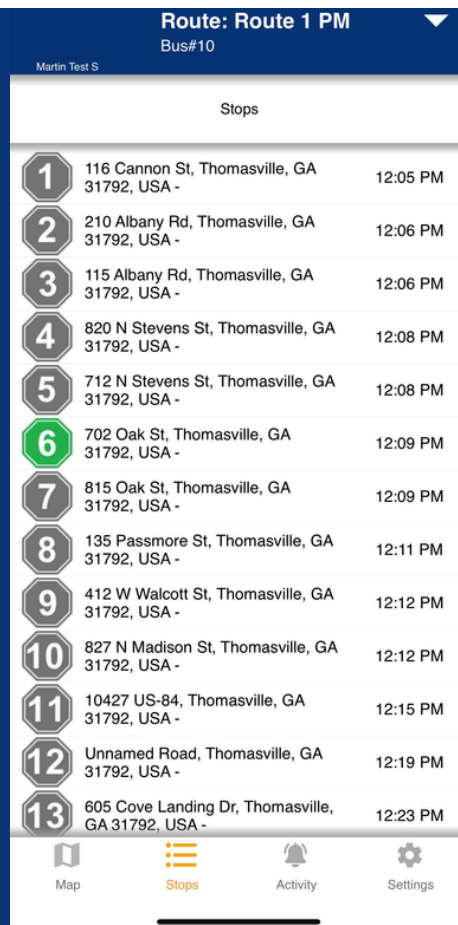 Route: Route 1 PM
Bus#10
Martin Test S
Stops
1
116 Cannon St, Thomasville, GA
31792, USA -
12:05 PM
2
210 Albany Rd, Thomasville, GA
31792, USA -
12:06 PM
3
115 Albany Rd, Thomasville, GA
31792, USA -
12:06 PM
4
820 N Stevens St, Thomasville, GA
31792, USA -
12:08 PM
5
712 N Stevens St, Thomasville, GA
31792, USA -
12:08 PM
6
702 Oak St, Thomasville, GA
31792, USA -
12:09 PM
7
815 Oak St, Thomasville, GA
31792, USA -
12:09 PM
8
135 Passmore St, Thomasville, GA
31792, USA -
12:11 PM
9
412 W Walcott St, Thomasville, GA
31792, USA -
12:12 PM
10
827 N Madison St, Thomasville, GA
31792, USA -
12:12 PM
11
10427 US-84, Thomasville, GA
31792, USA -
12:15 PM
12
Unnamed Road, Thomasville, GA
31792, USA -
12:19 PM
13
605 Cove Landing Dr, Thomasville,
GA 31792, USA -
12:23 PM
Map
Stops
Activity
Settings